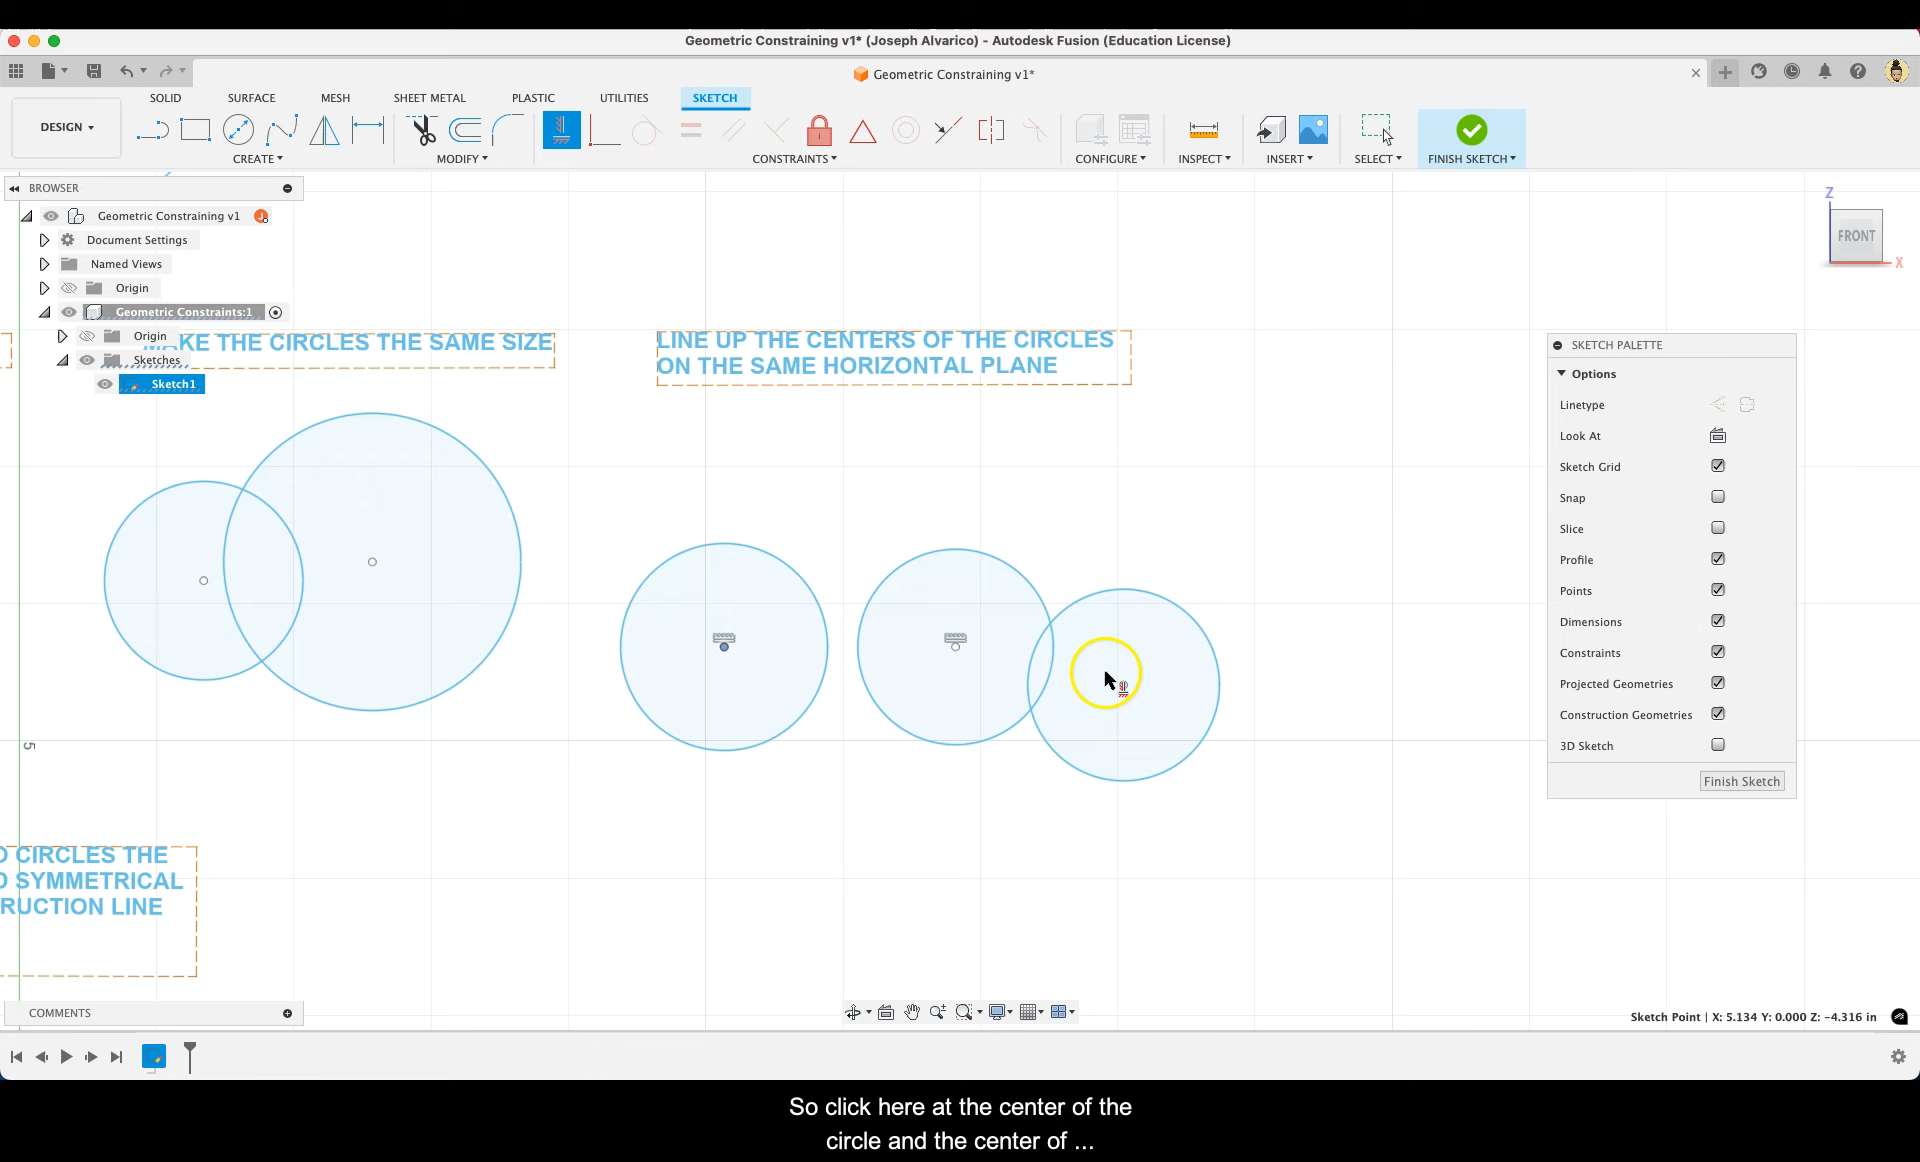 Geometric Constraining v1* (Joseph Alvarico) - Autodesk Fusion (Education License)
Geometric Constraining v1*
SOLID
SURFACE
MESH
SHEET METAL
PLASTIC
UTILITIES
SKETCH
DESIGN
CREATE
MODIFY
CONSTRAINTS
CONFIGURE
INSPECT
INSERT
SELECT
FINISH SKETCH
BROWSER
Geometric Constraining v1
Document Settings
Named Views
Origin
Geometric Constraints:1
Origin
Sketches
Sketch1
MAKE THE CIRCLES THE SAME SIZE
LINE UP THE CENTERS OF THE CIRCLES
ON THE SAME HORIZONTAL PLANE
Z
FRONT
X
SKETCH PALETTE
Options
Linetype
Look At
Sketch Grid
Snap
Slice
Profile
Points
Dimensions
Constraints
Projected Geometries
Construction Geometries
3D Sketch
Finish Sketch
5
CIRCLES THE
SYMMETRICAL
RUCTION LINE
COMMENTS
Sketch Point | X: 5.134 Y: 0.000 Z: -4.316 in
So click here at the center of the
circle and the center of ...